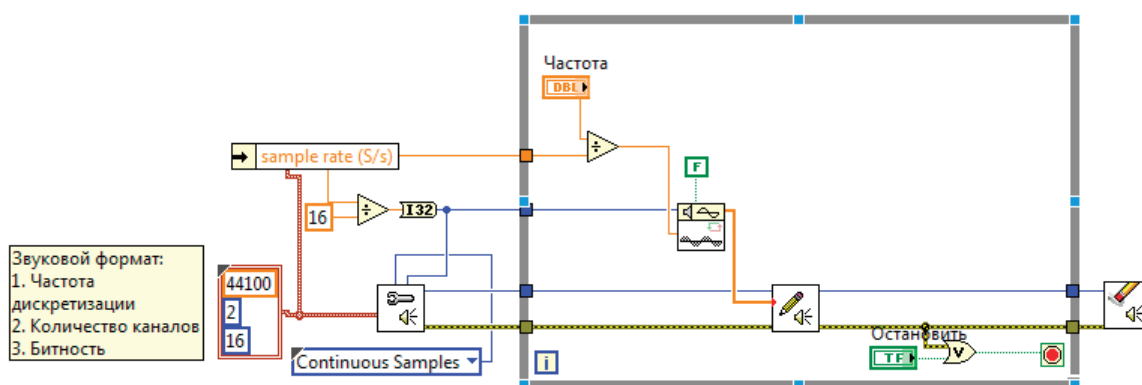 Частота
DBL
sample rate (S/s)
F
16
I32
Звуковой формат:
1. Частота
дискретизации
2. Количество каналов
3. Битность
44100
2
16
Continuous Samples
i
Остановить
TF
V